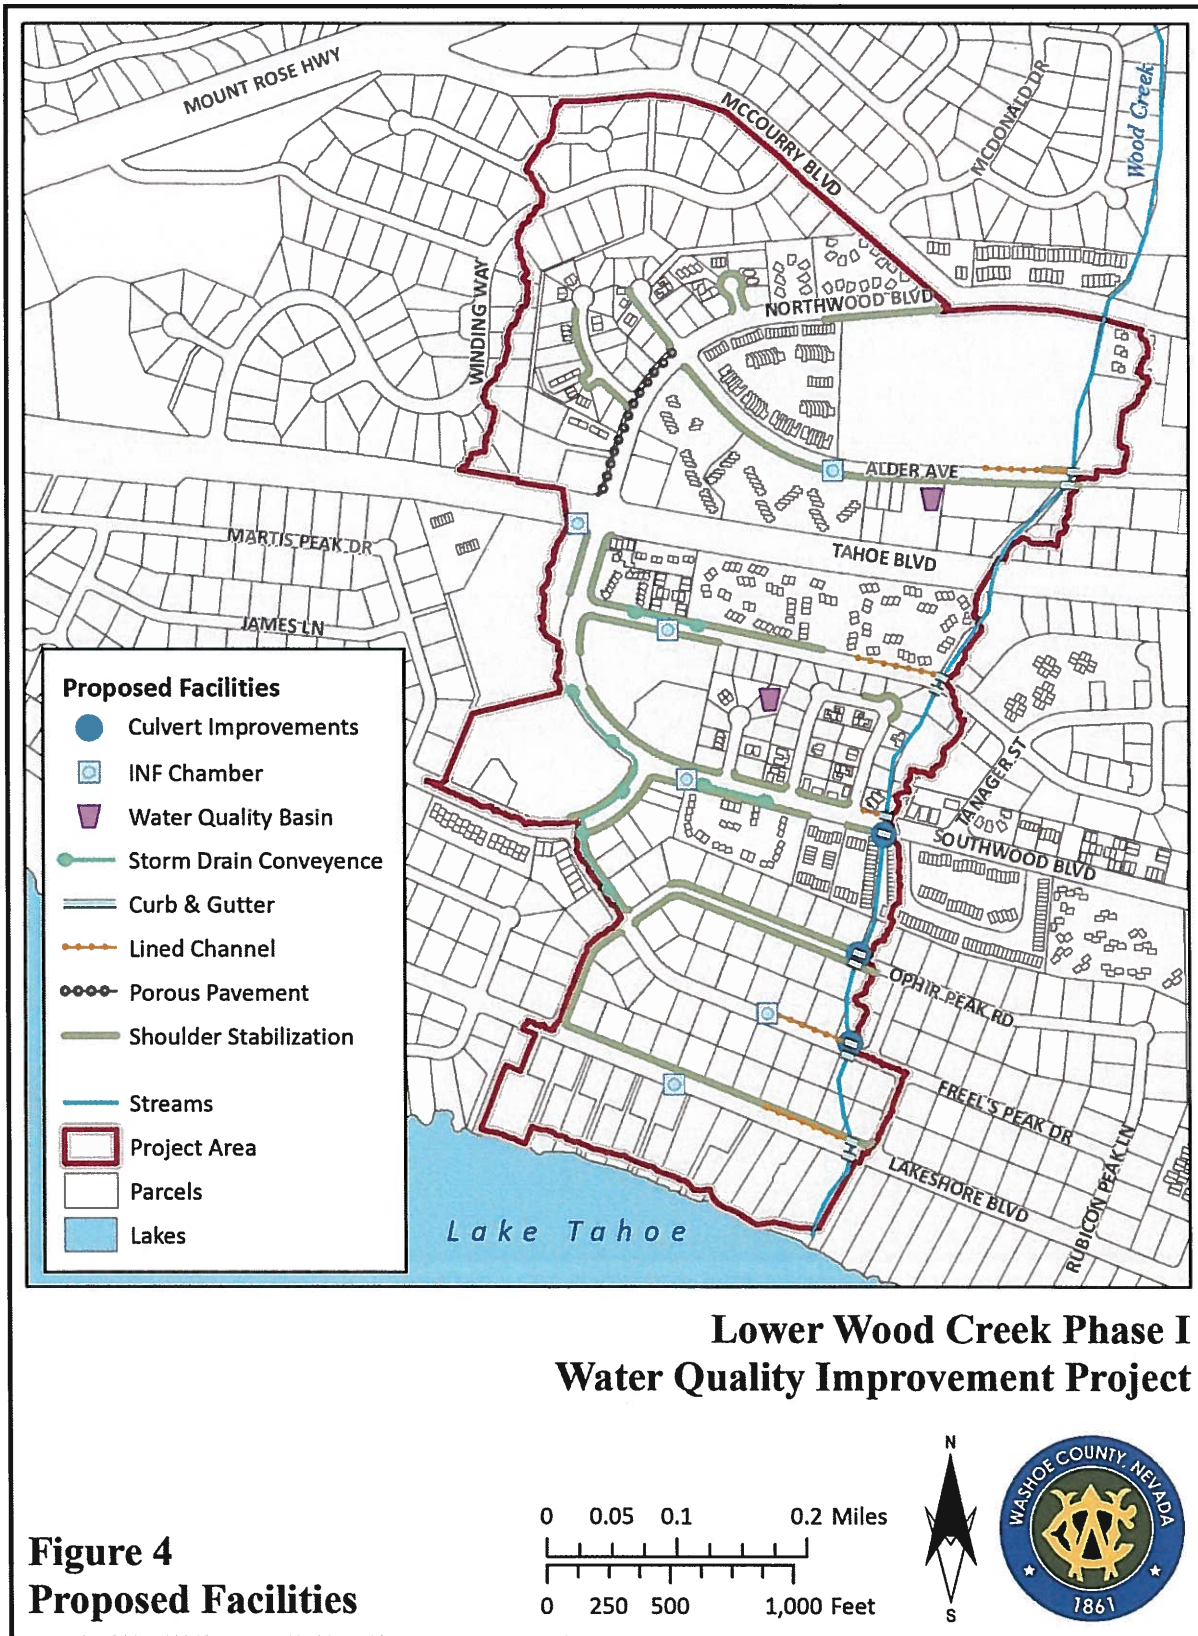 MOUNT ROSE HWY
MCCOURRY BLVD
MCDONALD DR
Wood Creek
WINDING WAY
NORTHWOOD BLVD
ALDER AVE
MARTIS PEAK DR
TAHOE BLVD
JAMES LN
TANAGER ST
SOUTHWOOD BLVD
OPHIR PEAK RD
FREEL'S PEAK DR
LAKESHORE BLVD
RUBICON PEAK LN
Lake Tahoe
Proposed Facilities
Culvert Improvements
INF Chamber
Water Quality Basin
Storm Drain Conveyence
Curb & Gutter
Lined Channel
Porous Pavement
Shoulder Stabilization
Streams
Project Area
Parcels
Lakes
Lower Wood Creek Phase I
Water Quality Improvement Project
Figure 4
Proposed Facilities
0 0.05 0.1 0.2 Miles
0 250 500 1,000 Feet
N
S
WASHOE COUNTY, NEVADA
1861